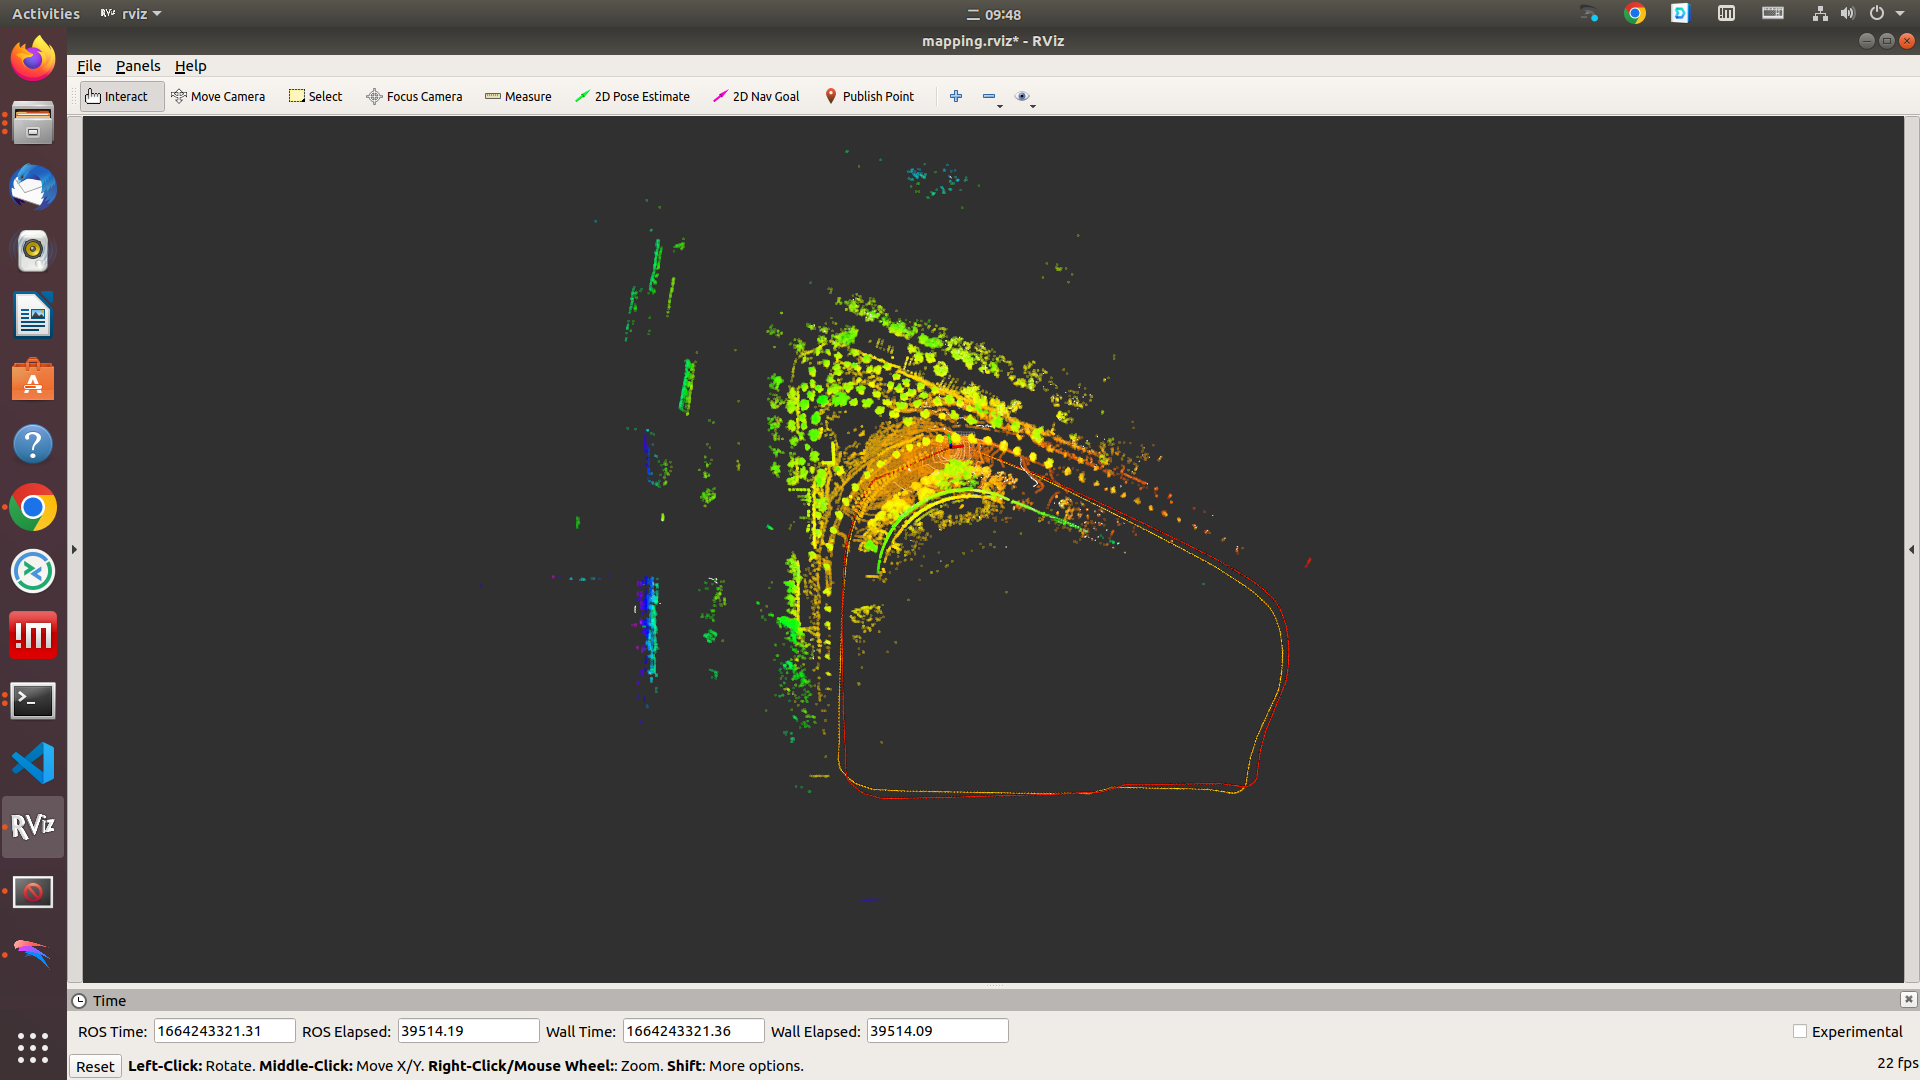 Activities
rviz
二 09:48
mapping.rviz* - RViz
File Panels Help
Interact Move Camera Select Focus Camera Measure 2D Pose Estimate 2D Nav Goal Publish Point
RViz
Time
ROS Time: 1664243321.31 ROS Elapsed: 39514.19 Wall Time: 1664243321.36 Wall Elapsed: 39514.09 Experimental
Reset Left-Click: Rotate. Middle-Click: Move X/Y. Right-Click/Mouse Wheel:: Zoom. Shift: More options. 22 fps